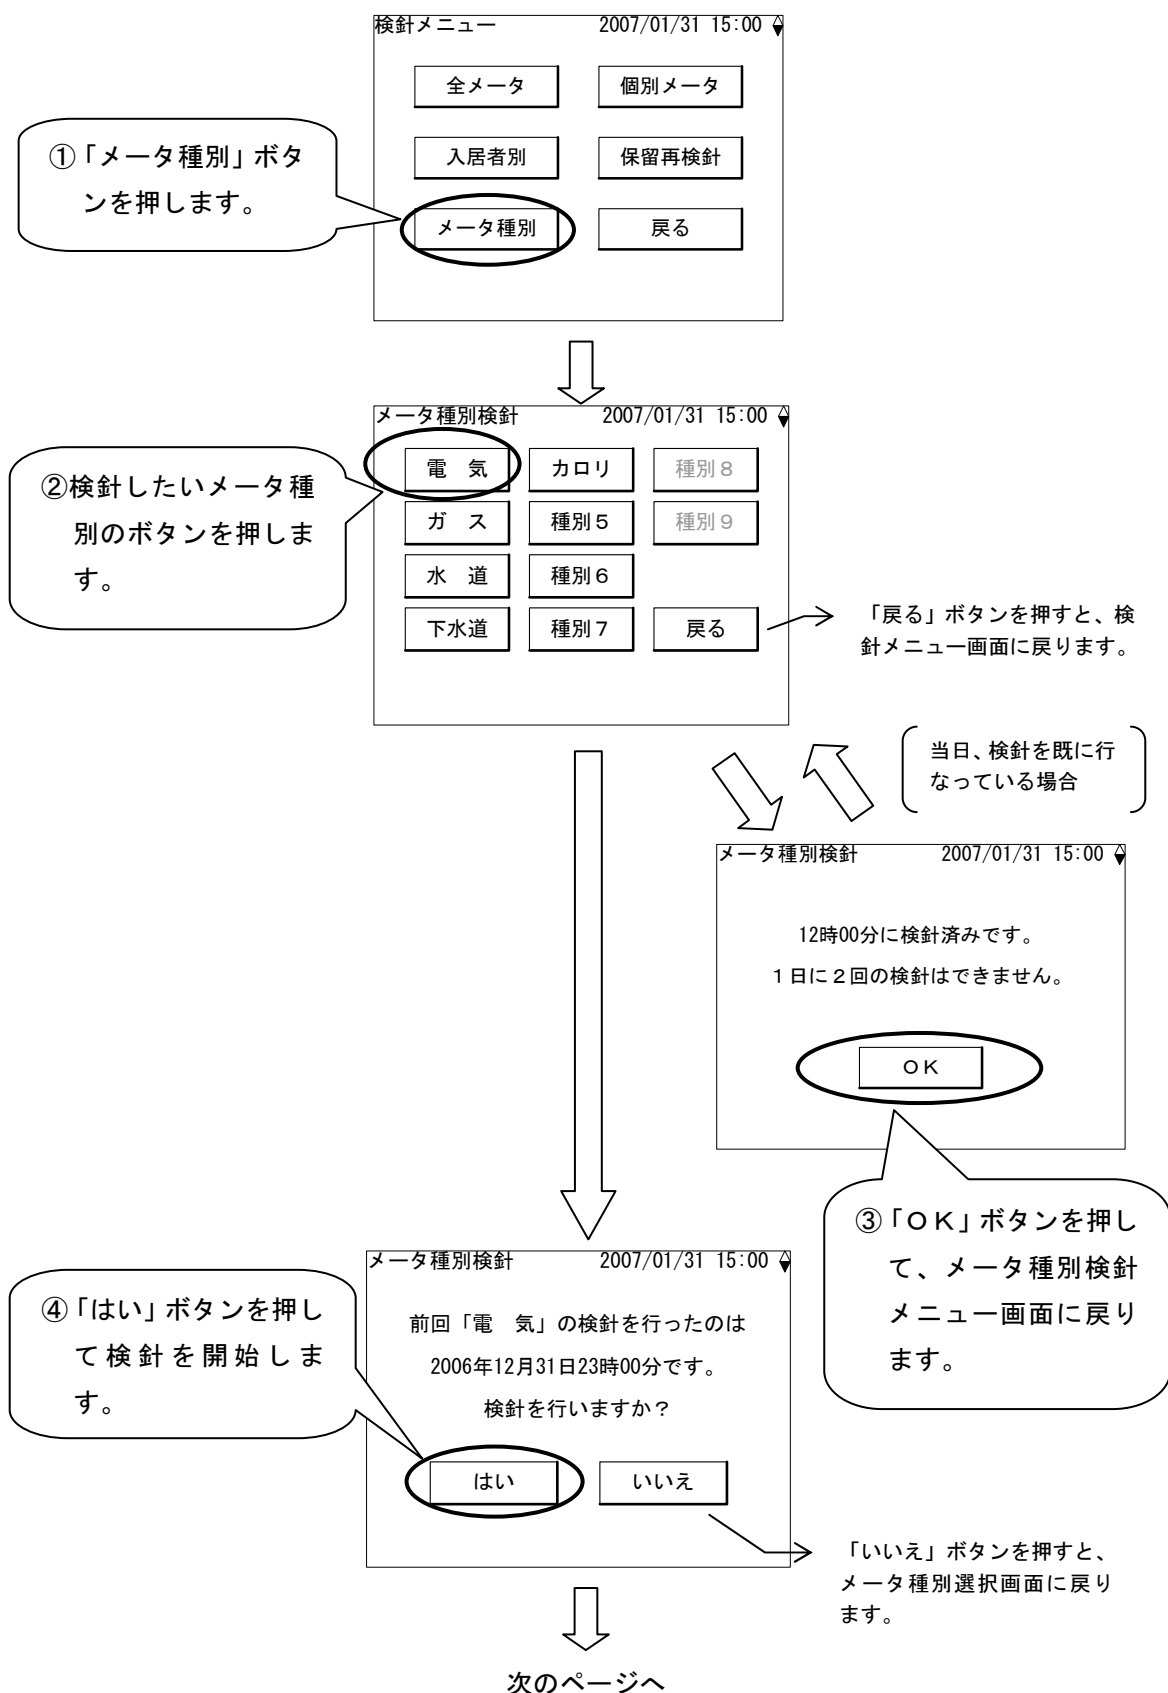 検針メニュー 2007/01/31 15:00
全メータ 個別メータ
入居者別 保留再検針
メータ種別 戻る
①「メータ種別」ボタ
ンを押します。
メータ種別検針 2007/01/31 15:00
電　気 カロリ 種別８
ガ　ス 種別５ 種別９
水　道 種別６
下水道 種別７ 戻る
②検針したいメータ種
別のボタンを押しま
す。
「戻る」ボタンを押すと、検
針メニュー画面に戻ります。
当日、検針を既に行
なっている場合
メータ種別検針 2007/01/31 15:00
12時00分に検針済みです。
１日に２回の検針はできません。
ＯＫ
③「ＯＫ」ボタンを押し
て、メータ種別検針
メニュー画面に戻り
ます。
メータ種別検針 2007/01/31 15:00
前回「電　気」の検針を行ったのは
2006年12月31日23時00分です。
検針を行いますか？
はい いいえ
④「はい」ボタンを押し
て検針を開始しま
す。
「いいえ」ボタンを押すと、
メータ種別選択画面に戻り
ます。
次のページへ